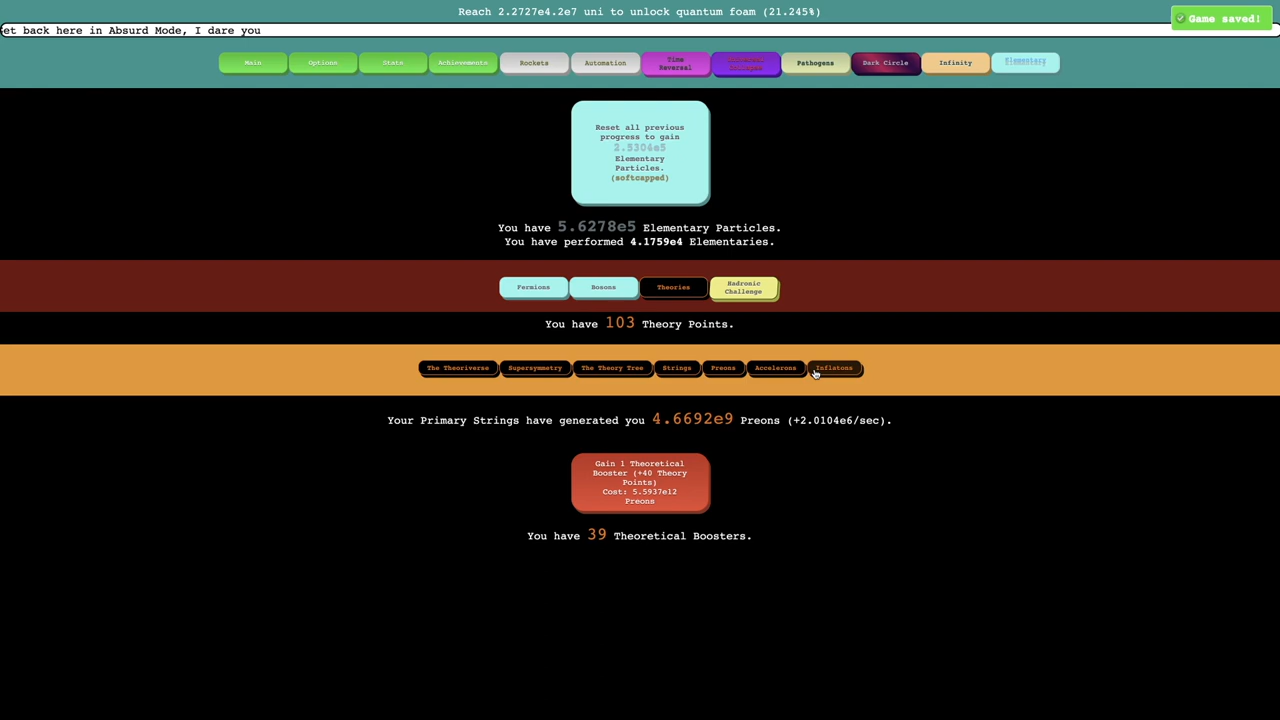 Reach 2.2727e4.2e7 uni to unlock quantum foam (21.245%)
Game saved!
et back here in Absurd Mode, I dare you
Main Options Stats Achievements Rockets Automation Time Reversal Pathogens Dark Circle Infinity Elementary
Reset all previous
progress to gain
2.5304e5
Elementary
Particles.
(softcapped)
You have 5.6278e5 Elementary Particles.
You have performed 4.1759e4 Elementaries.
Fermions Bosons Theories Hadronic Challenge
You have 103 Theory Points.
The Theoriverse Supersymmetry The Theory Tree Strings Preons Accelerons Inflatons
Your Primary Strings have generated you 4.6692e9 Preons (+2.0104e6/sec).
Gain 1 Theoretical
Booster (+40 Theory
Points)
Cost: 5.5937e12
Preons
You have 39 Theoretical Boosters.